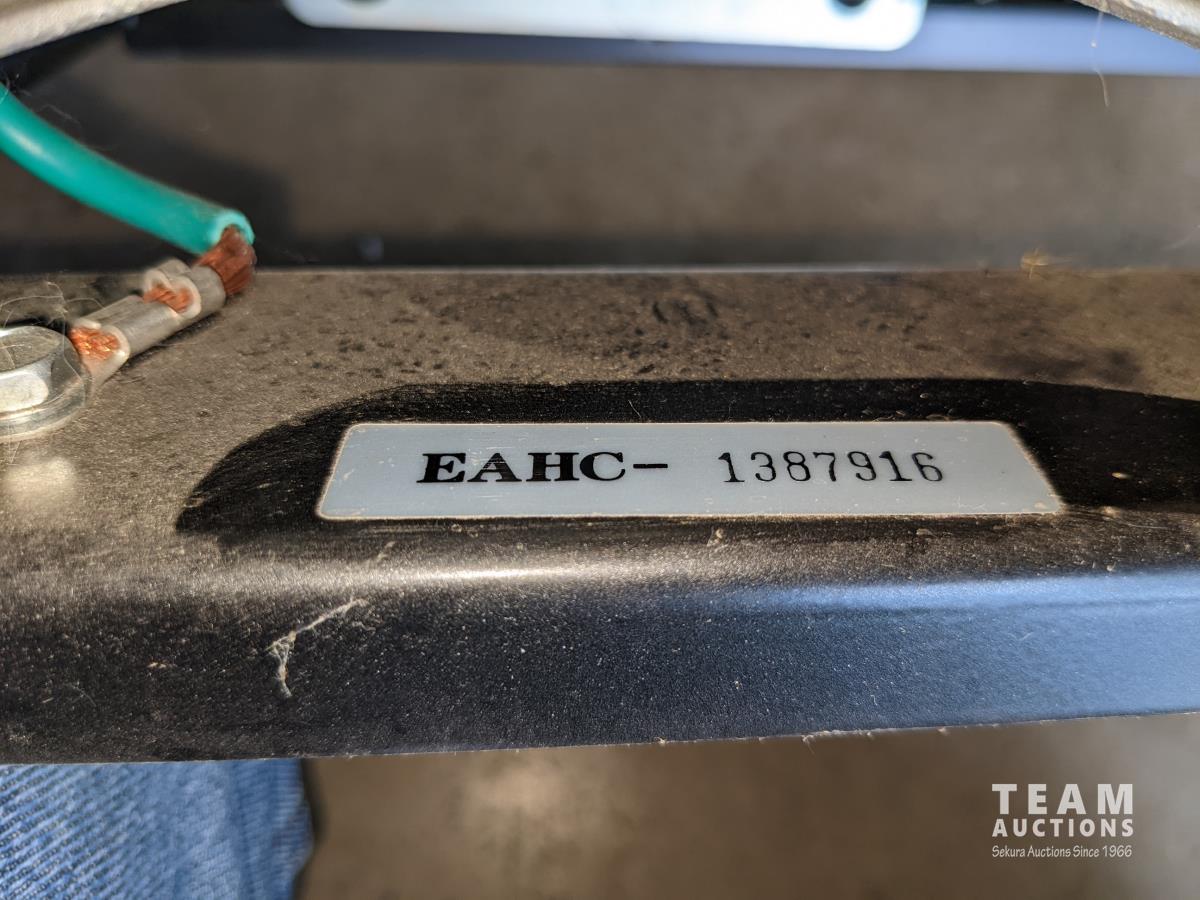 EAHC- 1387916
TEAM
AUCTIONS
Sekura Auctions Since 1966